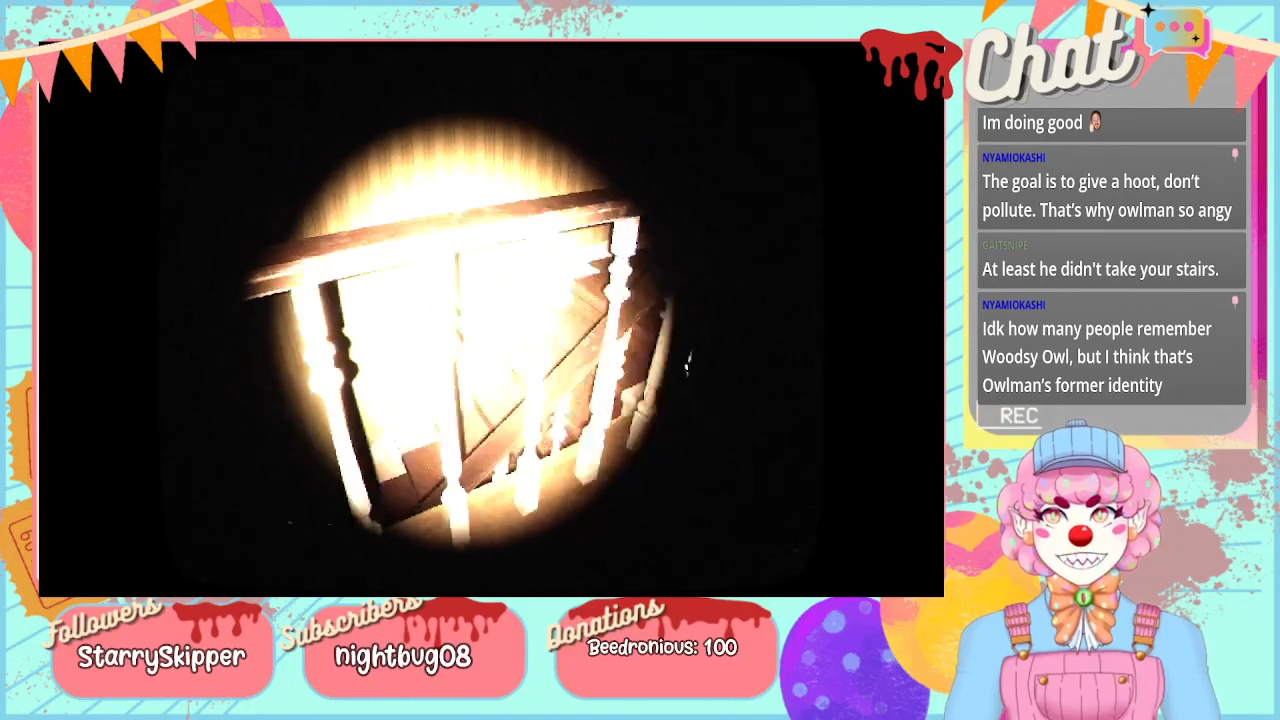 Chat
Im doing good
NYAMIOKASHI
The goal is to give a hoot, don't
pollute. That's why owlman so angy
GAITSNIPE
At least he didn't take your stairs.
NYAMIOKASHI
Idk how many people remember
Woodsy Owl, but I think that's
Owlman's former identity
REC
Followers
StarrySkipper
Subscribers
nightbug08
Donations
Beedronious: 100